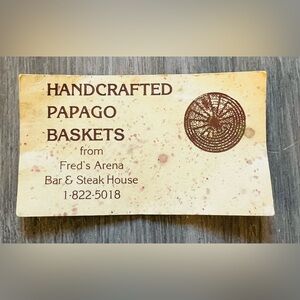 HANDCRAFTED
PAPAGO
BASKETS
from
Fred's Arena
Bar & Steak House
1-822-5018